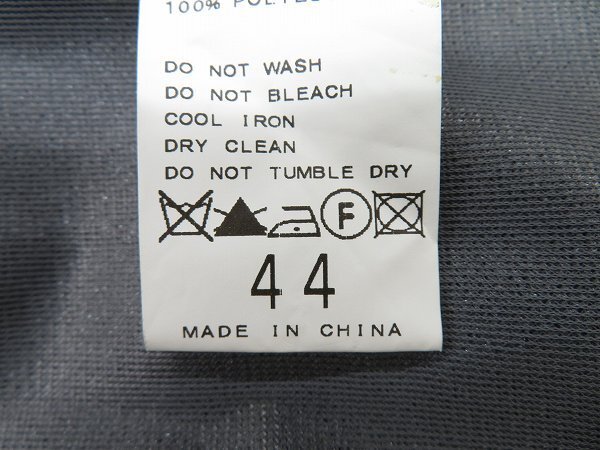 100%
DO NOT WASH
DO NOT BLEACH
COOL IRON
DRY CLEAN
DO NOT TUMBLE DRY
F
44
MADE IN CHINA